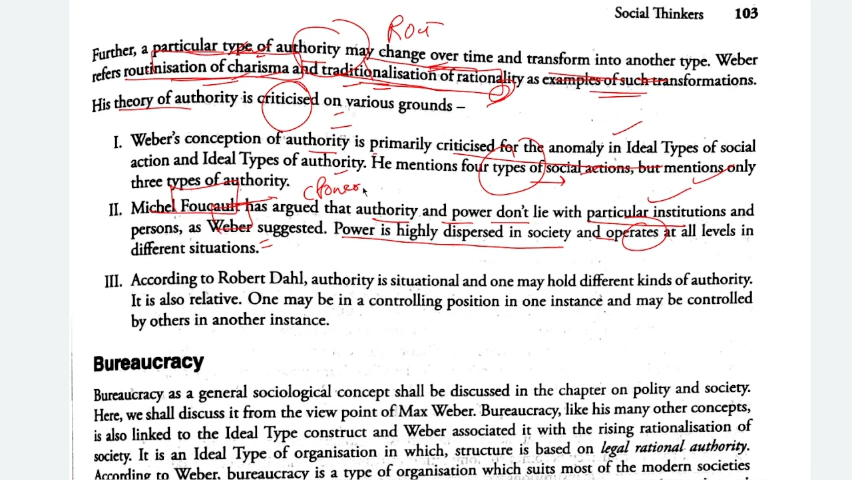 Social Thinkers 103
Rout
Further, a particular type of authority may change over time and transform into another type. Weber
refers routinisation of charisma and traditionalisation of rationality as examples of such transformations.
His theory of authority is criticised on various grounds –
I. Weber's conception of authority is primarily criticised for the anomaly in Ideal Types of social
action and Ideal Types of authority. He mentions four types of social actions, but mentions only
three types of authority.
(Power
II. Michel Foucault has argued that authority and power don't lie with particular institutions and
persons, as Weber suggested. Power is highly dispersed in society and operates at all levels in
different situations.
III. According to Robert Dahl, authority is situational and one may hold different kinds of authority.
It is also relative. One may be in a controlling position in one instance and may be controlled
by others in another instance.
Bureaucracy
Bureaucracy as a general sociological concept shall be discussed in the chapter on polity and society.
Here, we shall discuss it from the view point of Max Weber. Bureaucracy, like his many other concepts,
is also linked to the Ideal Type construct and Weber associated it with the rising rationalisation of
society. It is an Ideal Type of organisation in which, structure is based on legal rational authority.
According to Weber, bureaucracy is a type of organisation which suits most of the modern societies